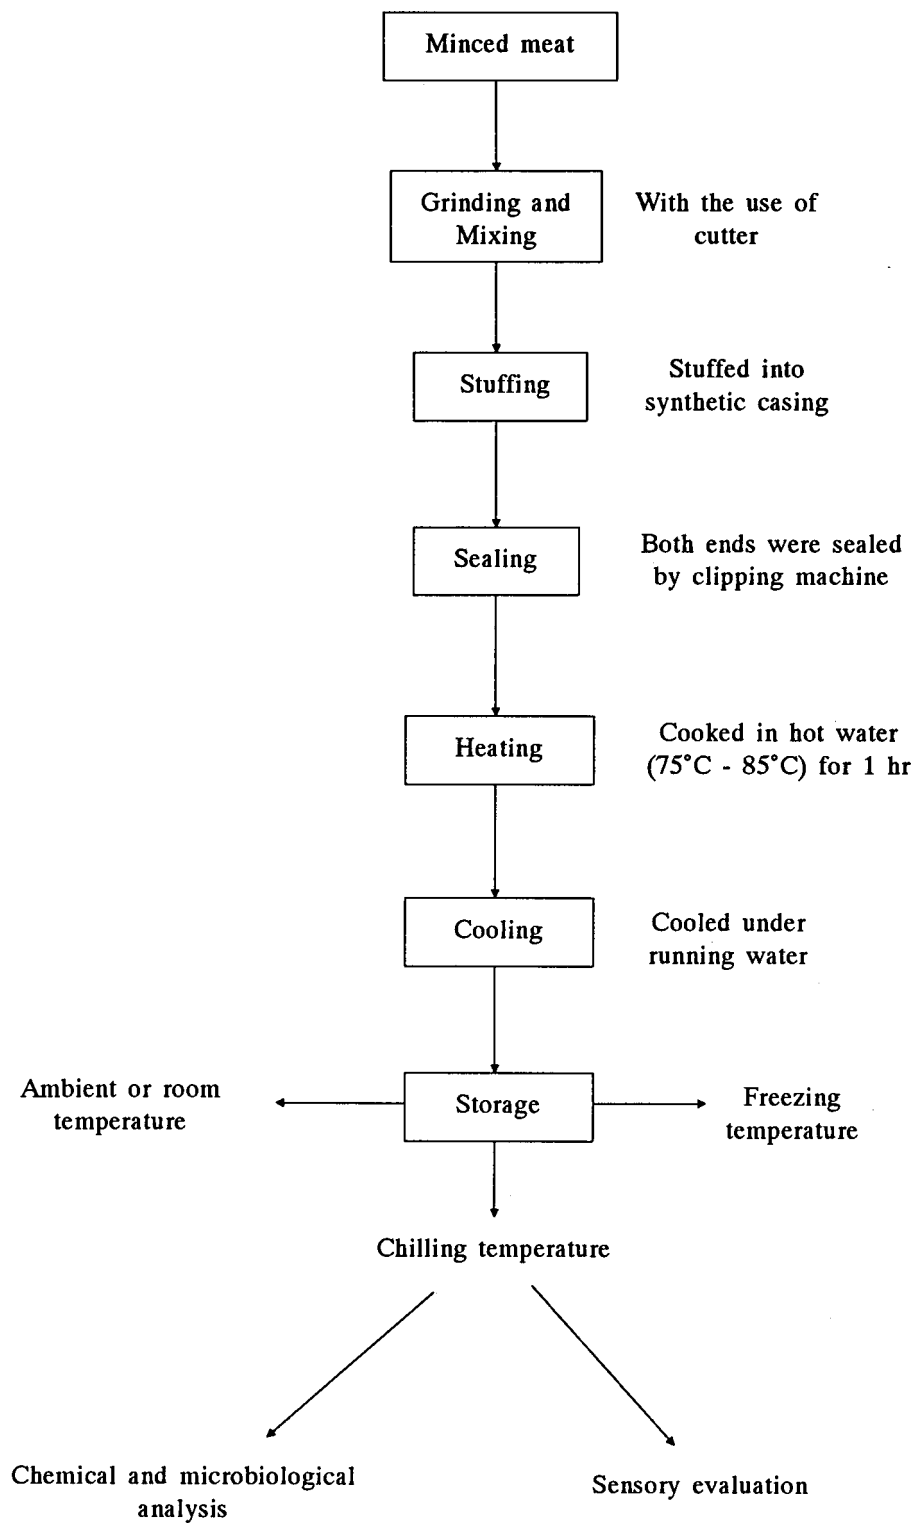 Minced meat
Grinding and
Mixing
With the use of
cutter
Stuffing
Stuffed into
synthetic casing
Sealing
Both ends were sealed
by clipping machine
Heating
Cooked in hot water
(75°C - 85°C) for 1 hr
Cooling
Cooled under
running water
Ambient or room
temperature
Storage
Freezing
temperature
Chilling temperature
Chemical and microbiological
analysis
Sensory evaluation